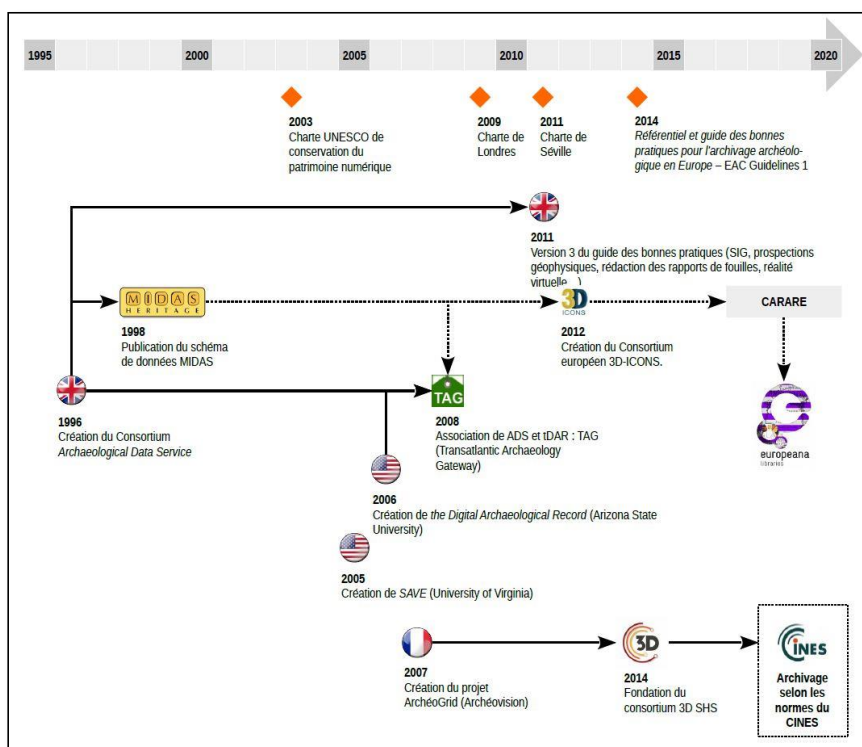 1995 2000 2005 2010 2015 2020
2003
Charte UNESCO de
conservation du
patrimoine numérique
2009
Charte de
Londres
2011
Charte de
Séville
2014
Référentiel et guide des bonnes
pratiques pour l'archivage archéolo-
gique en Europe – EAC Guidelines 1
2011
Version 3 du guide des bonnes pratiques (SIG, prospections
géophysiques, rédaction des rapports de fouilles, réalité
virtuelle...)
MIDAS
HERITAGE
1998
Publication du schéma
de données MIDAS
3D
ICONS
2012
Création du Consortium
européen 3D-ICONS.
CARARE
1996
Création du Consortium
Archaeological Data Service
TAG
2008
Association de ADS et tDAR : TAG
(Transatlantic Archaeology
Gateway)
europeana
libraries
2006
Création de the Digital Archaeological Record (Arizona State
University)
2005
Création de SAVE (University of Virginia)
2007
Création du projet
ArchéoGrid (Archéovision)
3D
2014
Fondation du
consortium 3D SHS
CINES
Archivage
selon les
normes du
CINES